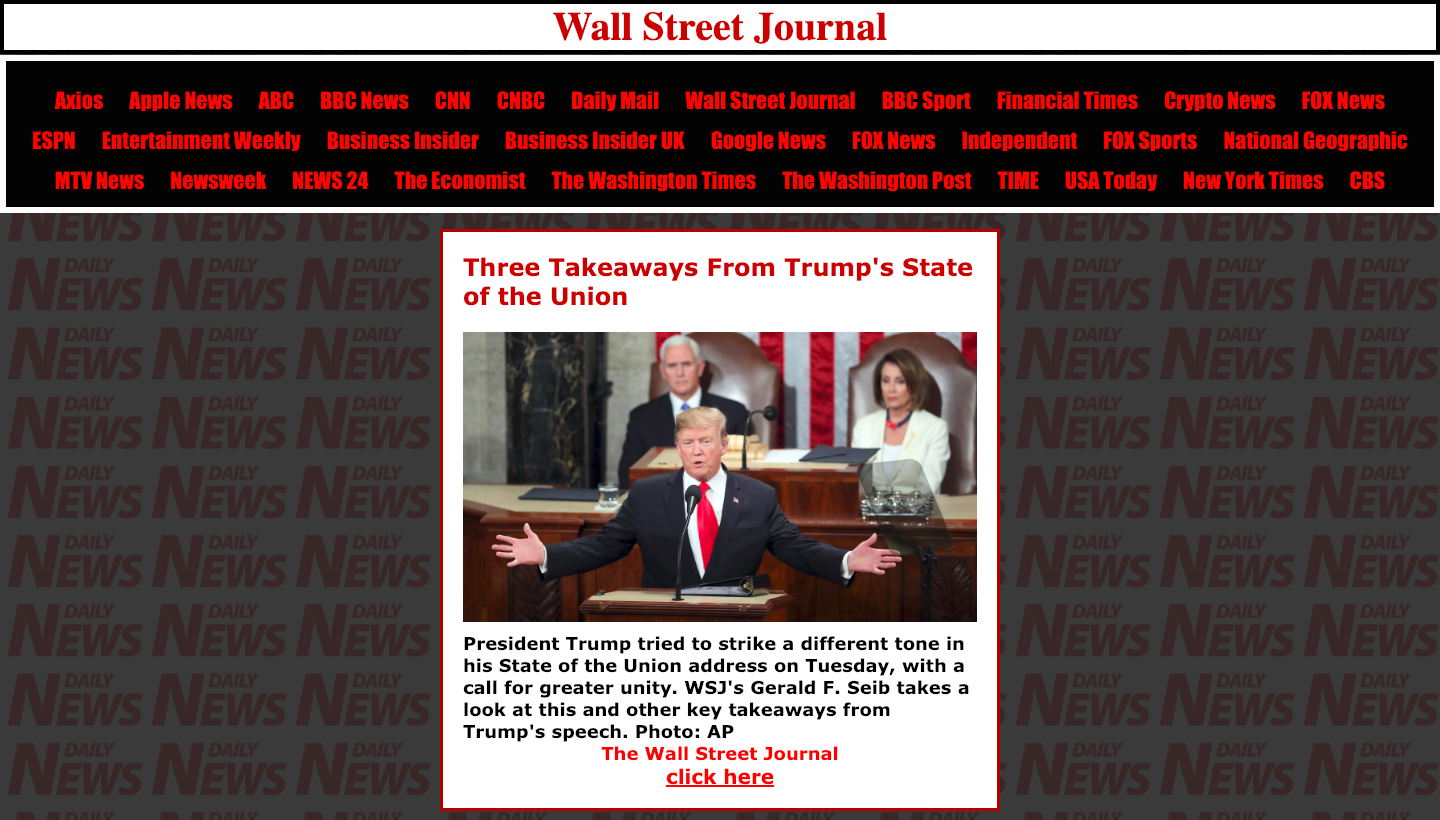 Wall Street Journal
Axios Apple News ABC BBC News CNN CNBC Daily Mail Wall Street Journal BBC Sport Financial Times Crypto News FOX News
ESPN Entertainment Weekly Business Insider Business Insider UK Google News FOX News Independent FOX Sports National Geographic
MTV News Newsweek NEWS 24 The Economist The Washington Times The Washington Post TIME USA Today New York Times CBS
DAILY NEWS
Three Takeaways From Trump's State
of the Union
President Trump tried to strike a different tone in
his State of the Union address on Tuesday, with a
call for greater unity. WSJ's Gerald F. Seib takes a
look at this and other key takeaways from
Trump's speech. Photo: AP
The Wall Street Journal
click here